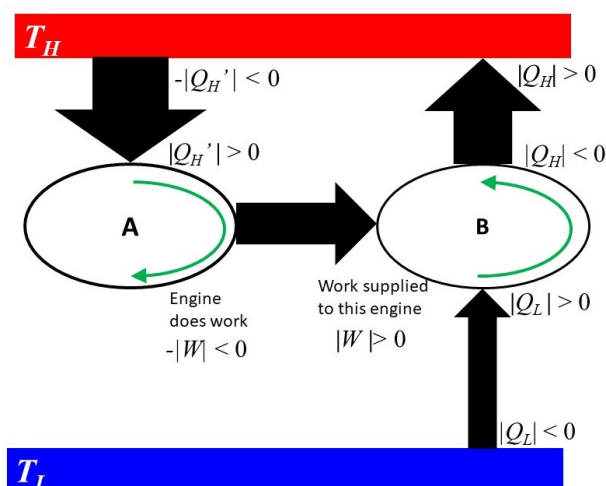 T_H
-|Q_H'| < 0
|Q_H| > 0
|Q_H'| > 0
|Q_H| < 0
A
B
Engine
does work
-|W| < 0
Work supplied
to this engine
|W| > 0
|Q_L| > 0
|Q_L| < 0
T_L